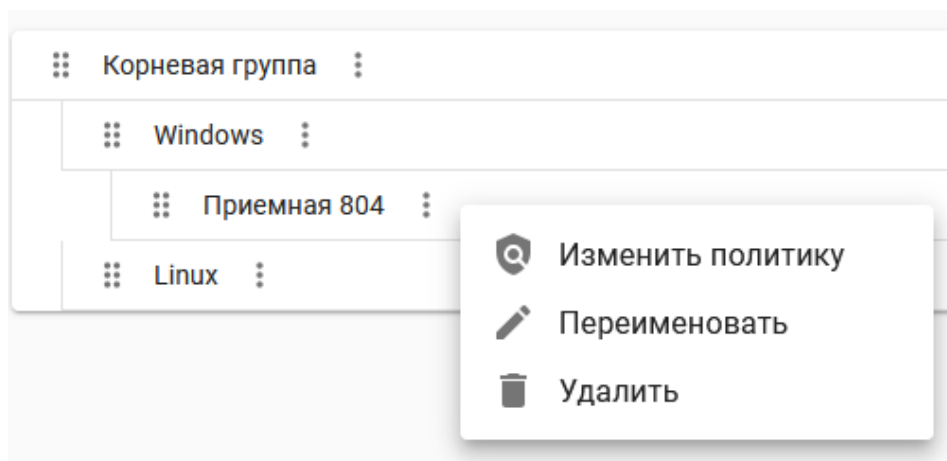 Корневая группа
Windows
Приемная 804
Linux
Изменить политику
Переименовать
Удалить